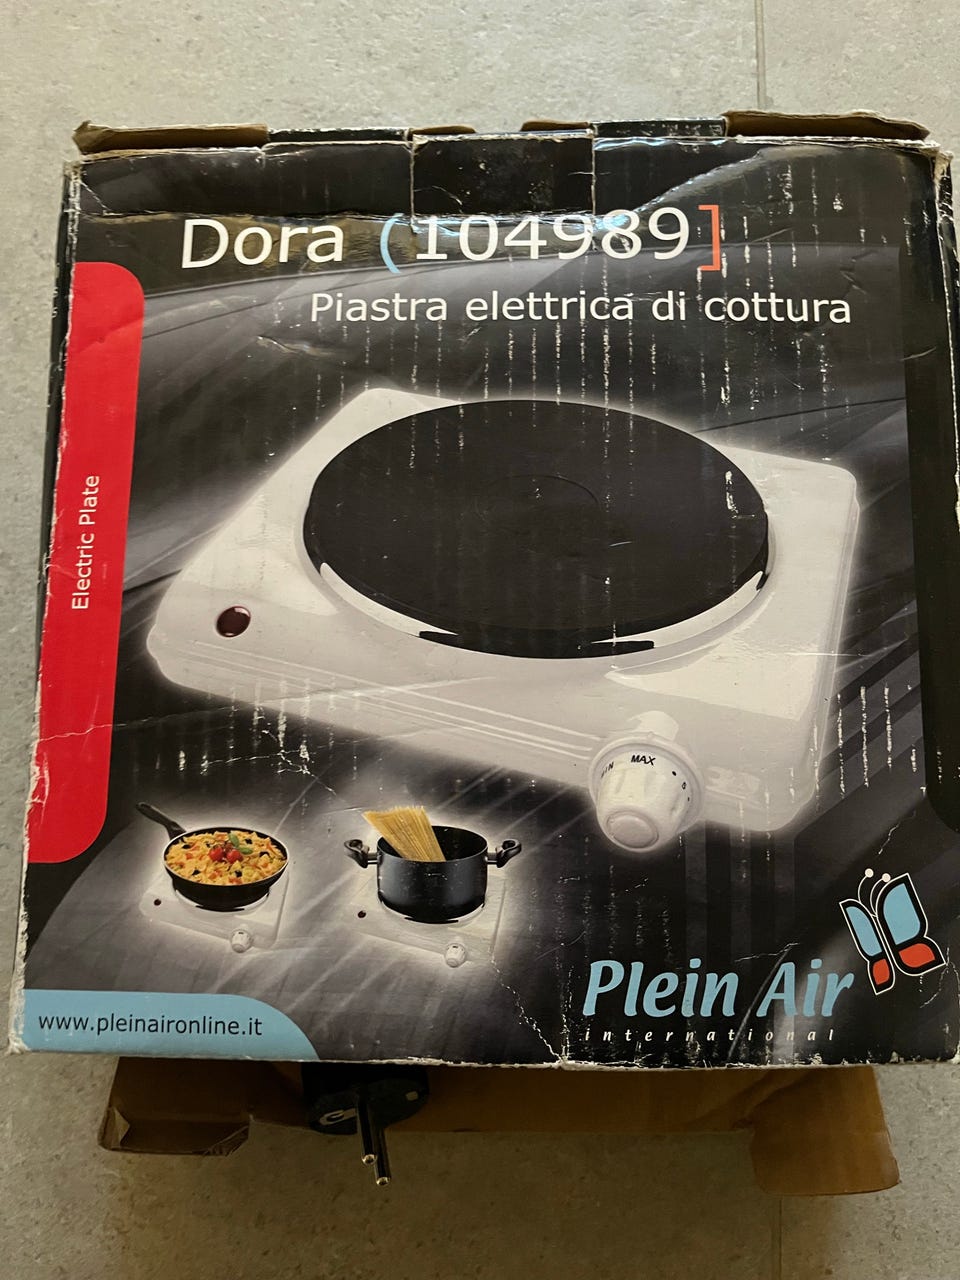 Dora (104989]
Piastra elettrica di cottura
Electric Plate
MAX
Plein Air
international
www.pleinaironline.it